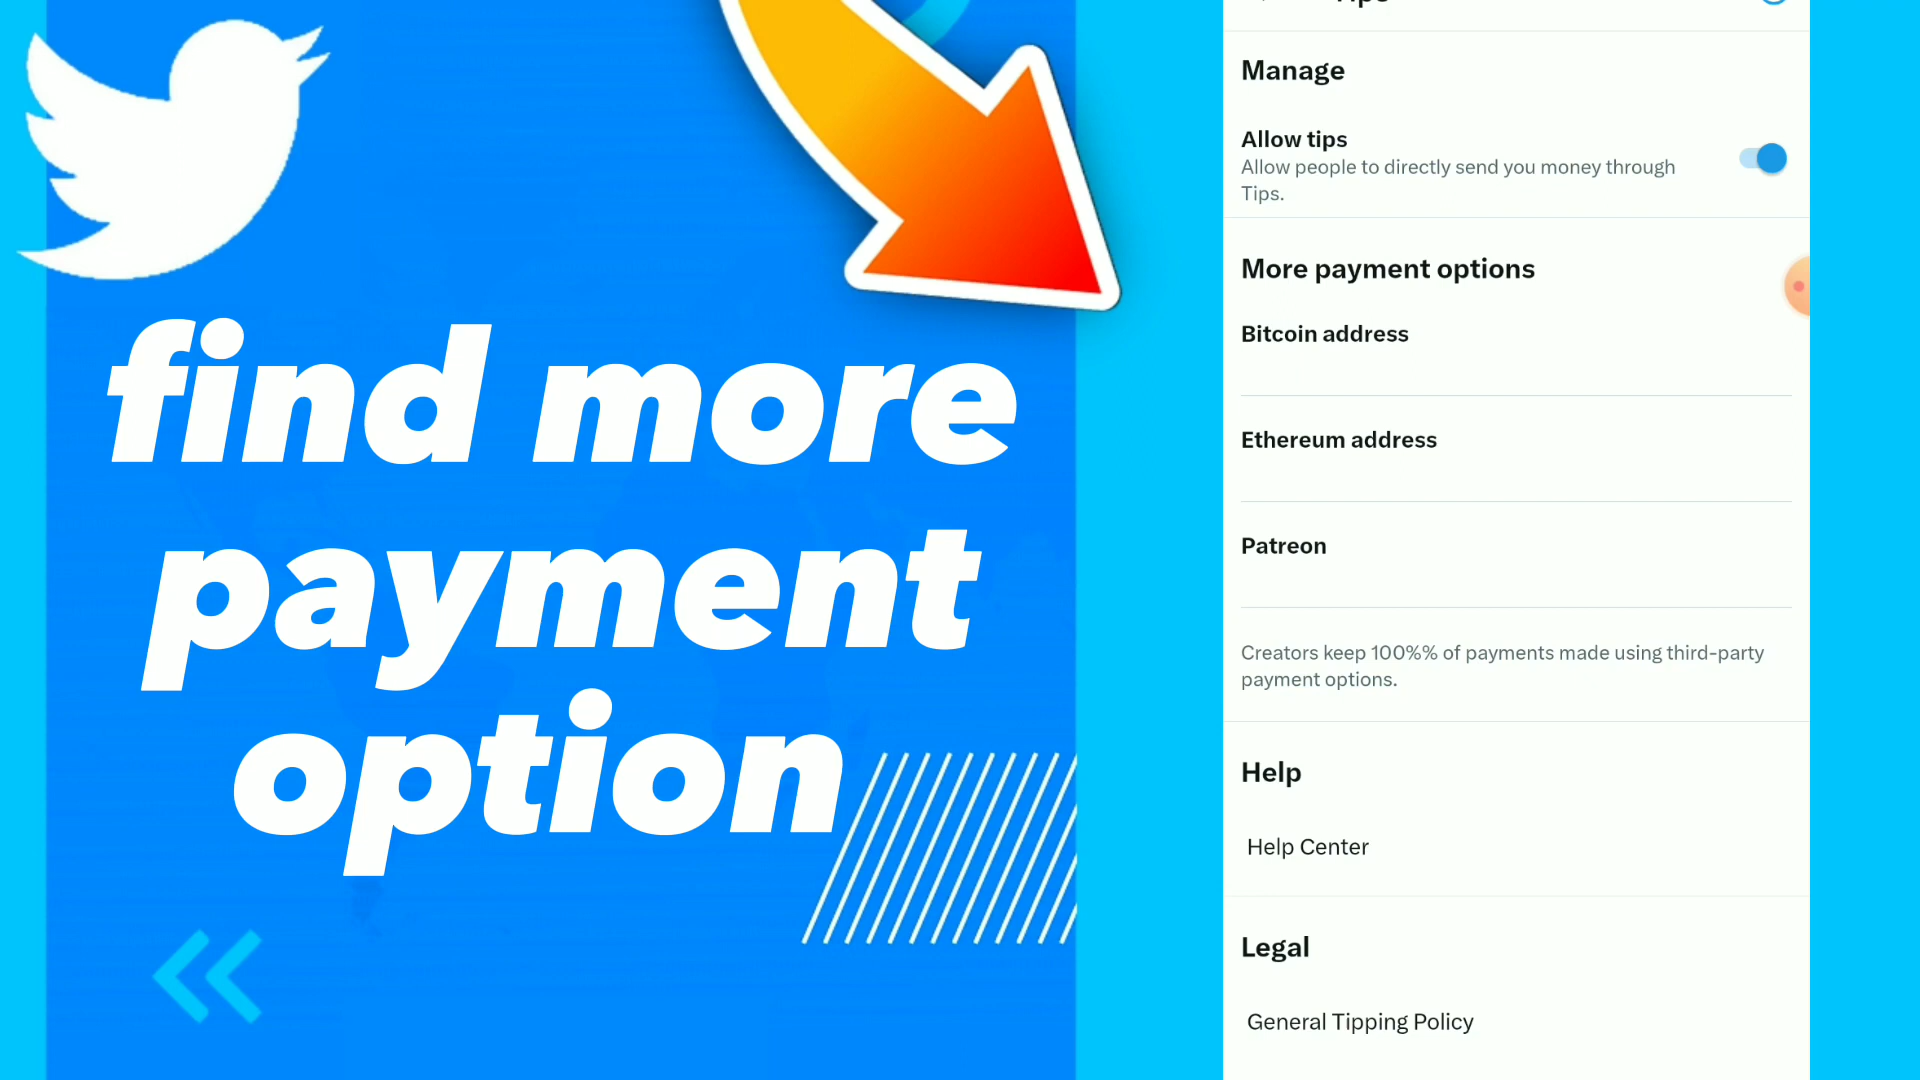 find more
payment
option
Tips
Manage
Allow tips
Allow people to directly send you money through
Tips.
More payment options
Bitcoin address
Ethereum address
Patreon
Creators keep 100%% of payments made using third-party
payment options.
Help
Help Center
Legal
General Tipping Policy